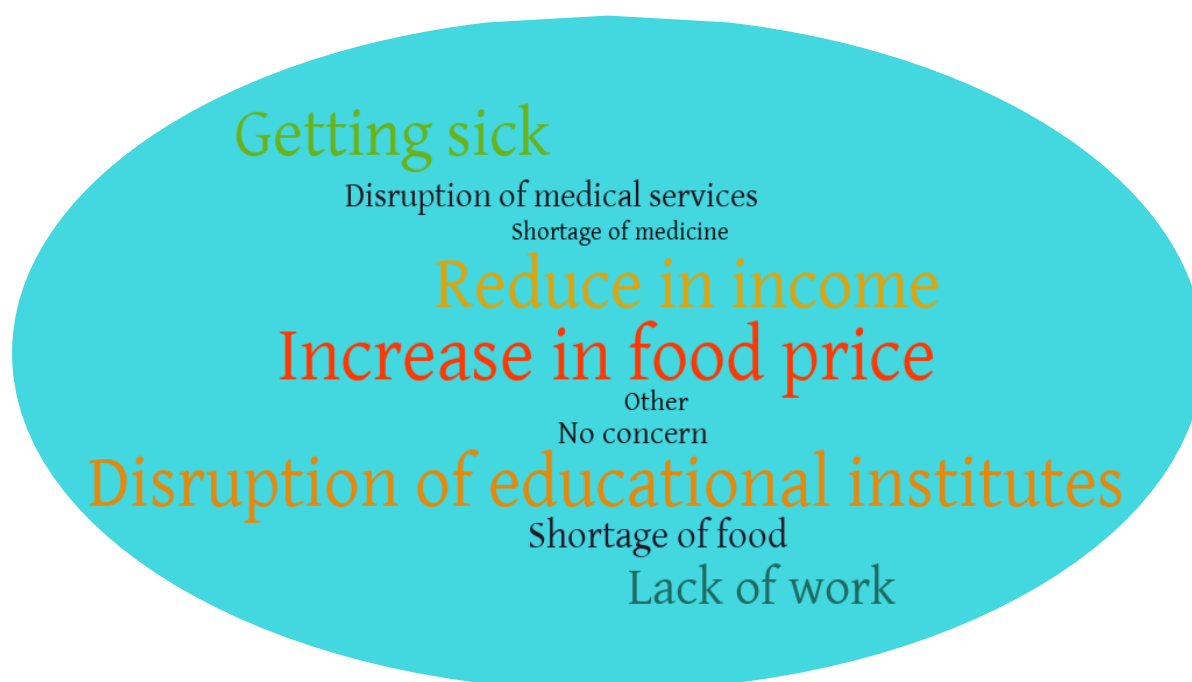 Getting sick
Disruption of medical services
Shortage of medicine
Reduce in income
Increase in food price
Other
No concern
Disruption of educational institutes
Shortage of food
Lack of work